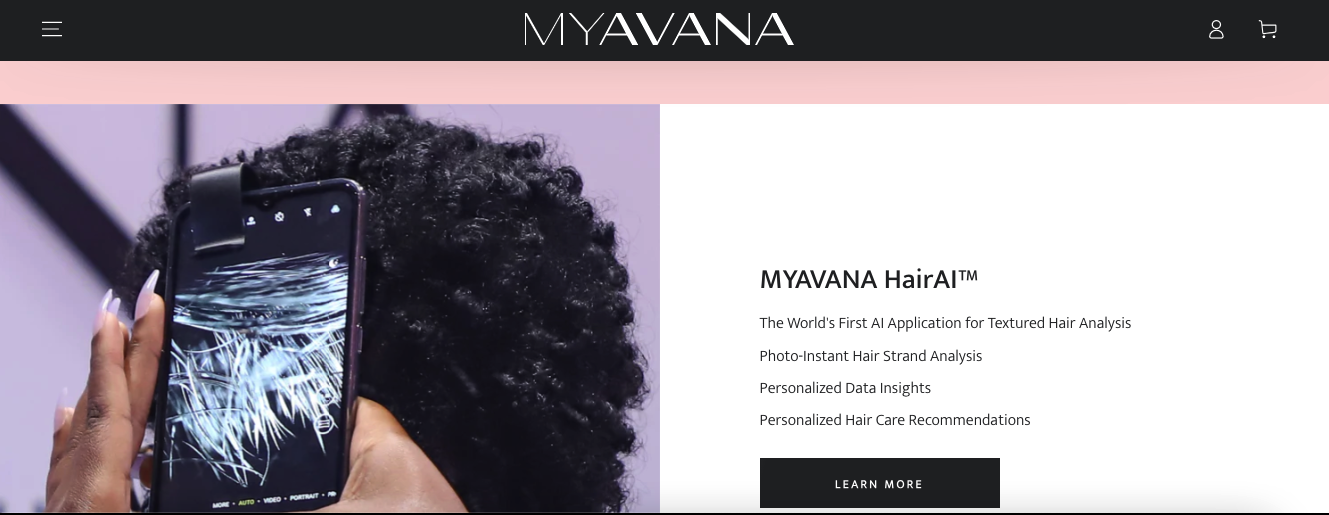 MYAVANA
MYAVANA HairAI™
The World's First AI Application for Textured Hair Analysis
Photo-Instant Hair Strand Analysis
Personalized Data Insights
Personalized Hair Care Recommendations
LEARN MORE
MORE • AUTO • VIDEO • PORTRAIT •